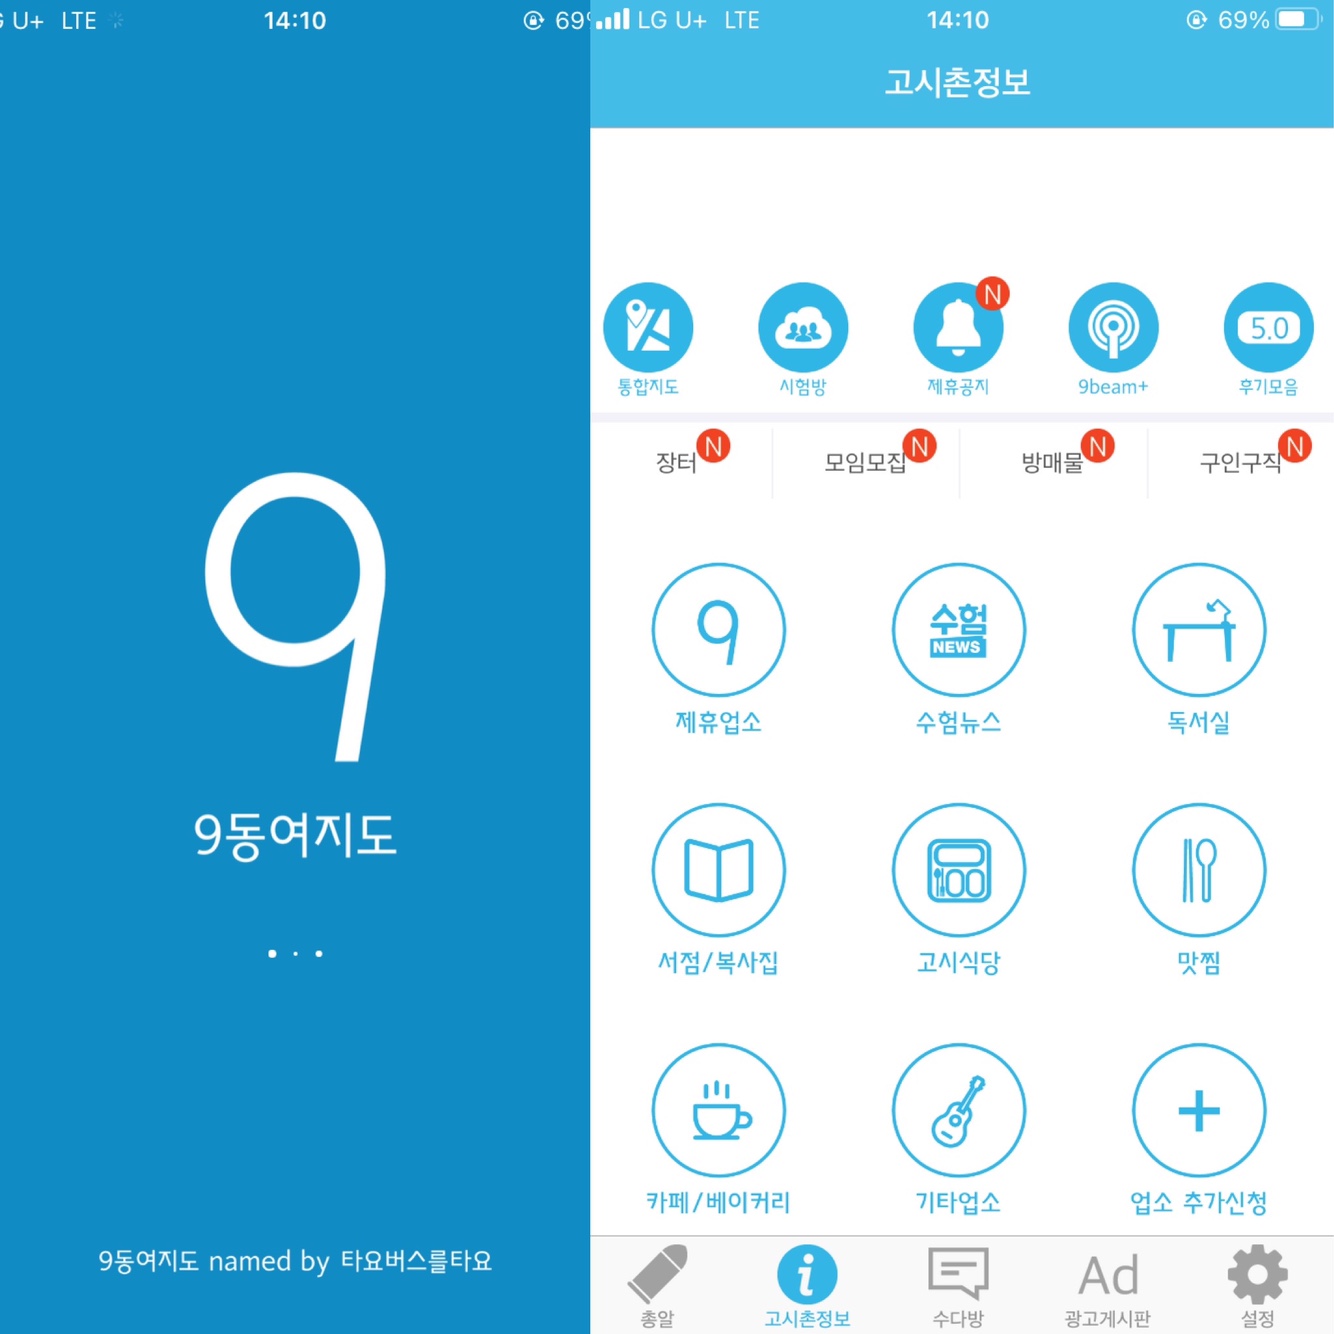 G U+ LTE 14:10 69%
9
9동여지도
9동여지도 named by 타요버스를타요
LG U+ LTE 14:10 69%
고시촌정보
N
5.0
통합지도 시험방 제휴공지 9beam+ 후기모음
장터 N 모임모집 N 방매물 N 구인구직 N
9 수험
NEWS
제휴업소 수험뉴스 독서실
서점/복사집 고시식당 맛찜
카페/베이커리 기타업소 업소 추가신청
i Ad
총알 고시촌정보 수다방 광고게시판 설정